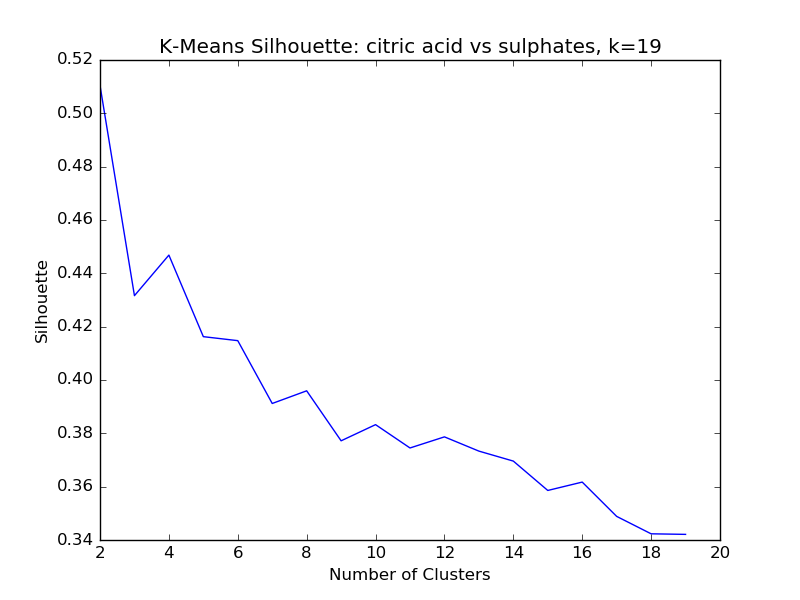 K-Means Silhouette: citric acid vs sulphates, k=19
0.52
0.50
0.48
0.46
0.44
0.42
0.40
0.38
0.36
0.34
Silhouette
2 4 6 8 10 12 14 16 18 20
Number of Clusters